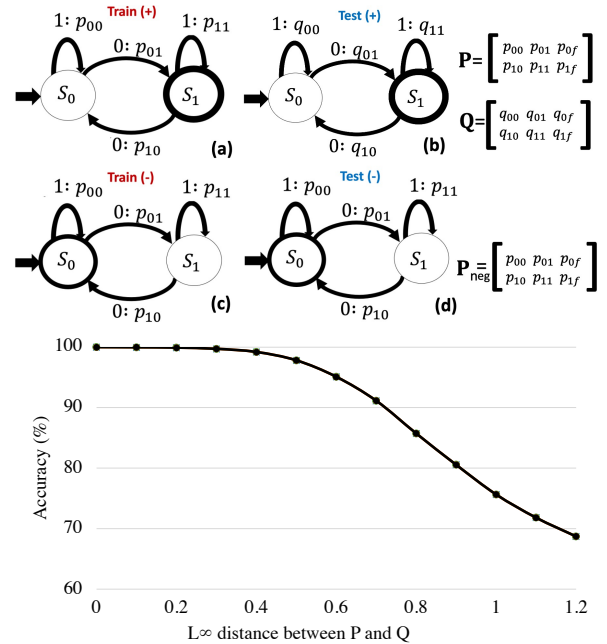 Train (+)
1: p₀₀
0: p₀₁
1: p₁₁
S₀
S₁
0: p₁₀
(a)
Test (+)
1: q₀₀
0: q₀₁
1: q₁₁
S₀
S₁
0: q₁₀
(b)
P=[p₀₀ p₀₁ p₀f
p₁₀ p₁₁ p₁f]
Q=[q₀₀ q₀₁ q₀f
q₁₀ q₁₁ q₁f]
Train (-)
1: p₀₀
0: p₀₁
1: p₁₁
S₀
S₁
0: p₁₀
(c)
Test (-)
1: p₀₀
0: p₀₁
1: p₁₁
S₀
S₁
0: p₁₀
(d)
P neg=[p₀₀ p₀₁ p₀f
p₁₀ p₁₁ p₁f]
100
90
80
70
60
Accuracy (%)
0 0.2 0.4 0.6 0.8 1 1.2
L∞ distance between P and Q